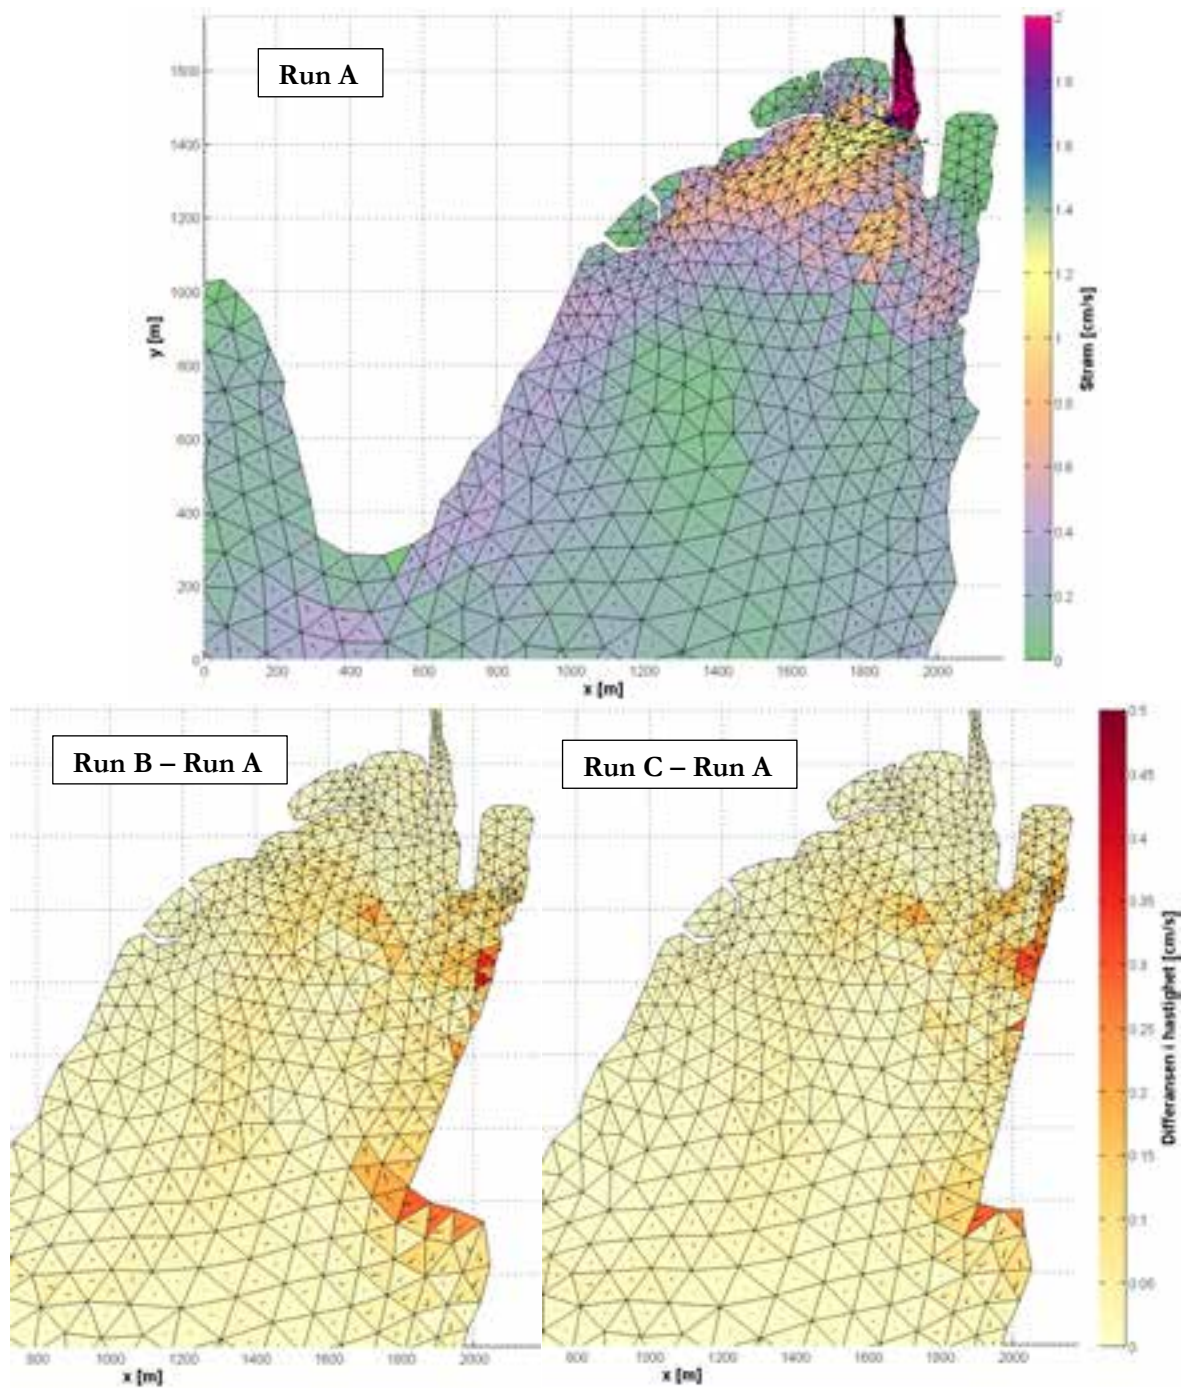 Run A
1500
1400
1200
1000
800
600
400
200
0
y [m]
0 200 400 600 800 1000 1200 1400 1600 1800 2000
x [m]
2
1.8
1.6
1.4
1.2
1
0.8
0.6
0.4
0.2
0
Strøm [cm/s]
Run B – Run A
Run C – Run A
800 1000 1200 1400 1600 1800 2000
x [m]
800 1000 1200 1400 1600 1800 2000
x [m]
0.5
0.45
0.4
0.35
0.3
0.25
0.2
0.15
0.1
0.05
0
Differansen i hastighet [cm/s]